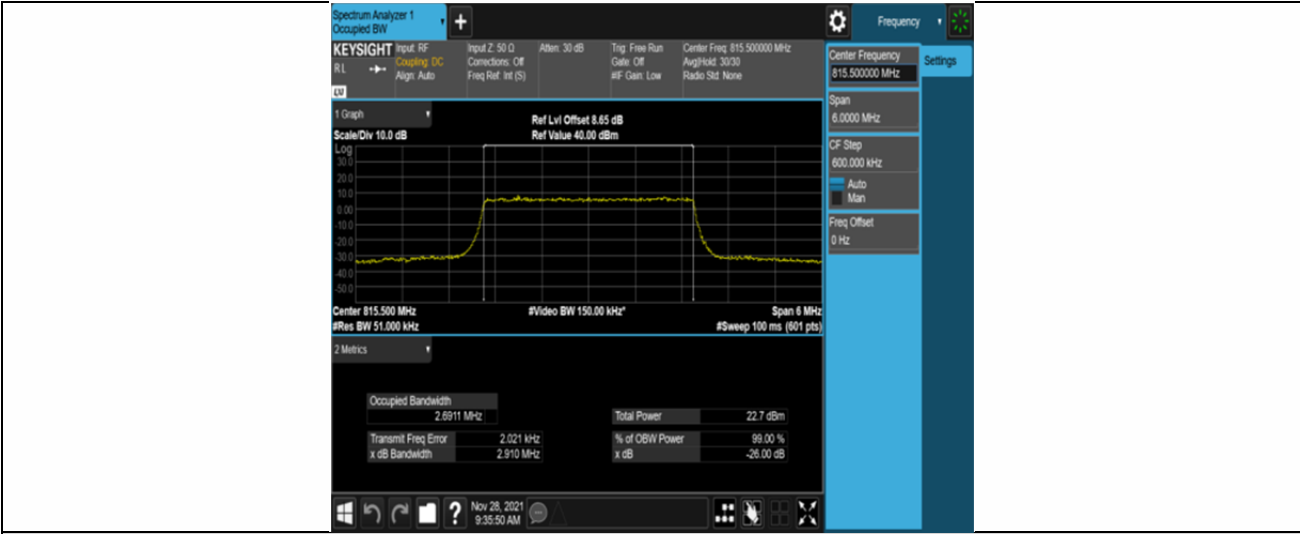 Spectrum Analyzer 1
Occupied BW
+
Frequency
KEYSIGHT
RL
LXI
Input: RF
Coupling: DC
Align: Auto
Input Z: 50 Ω
Corrections: Off
Freq Ref: Int (S)
Atten: 30 dB
Trig: Free Run
Gate: Off
#IF Gain: Low
Center Freq: 815.500000 MHz
Avg|Hold: 30/30
Radio Std: None
Center Frequency
815.500000 MHz
Settings
Span
6.0000 MHz
CF Step
600.000 kHz
Auto
Man
Freq Offset
0 Hz
1 Graph
Ref Lvl Offset 8.65 dB
Scale/Div 10.0 dB
Ref Value 40.00 dBm
Log
30.0
20.0
10.0
0.00
-10.0
-20.0
-30.0
-40.0
-50.0
Center 815.500 MHz
#Video BW 150.00 kHz*
Span 6 MHz
#Res BW 51.000 kHz
#Sweep 100 ms (601 pts)
2 Metrics
Occupied Bandwidth
2.6911 MHz
Total Power 22.7 dBm
Transmit Freq Error 2.021 kHz
% of OBW Power 99.00 %
x dB Bandwidth 2.910 MHz
x dB -26.00 dB
?
Nov 28, 2021
9:35:50 AM